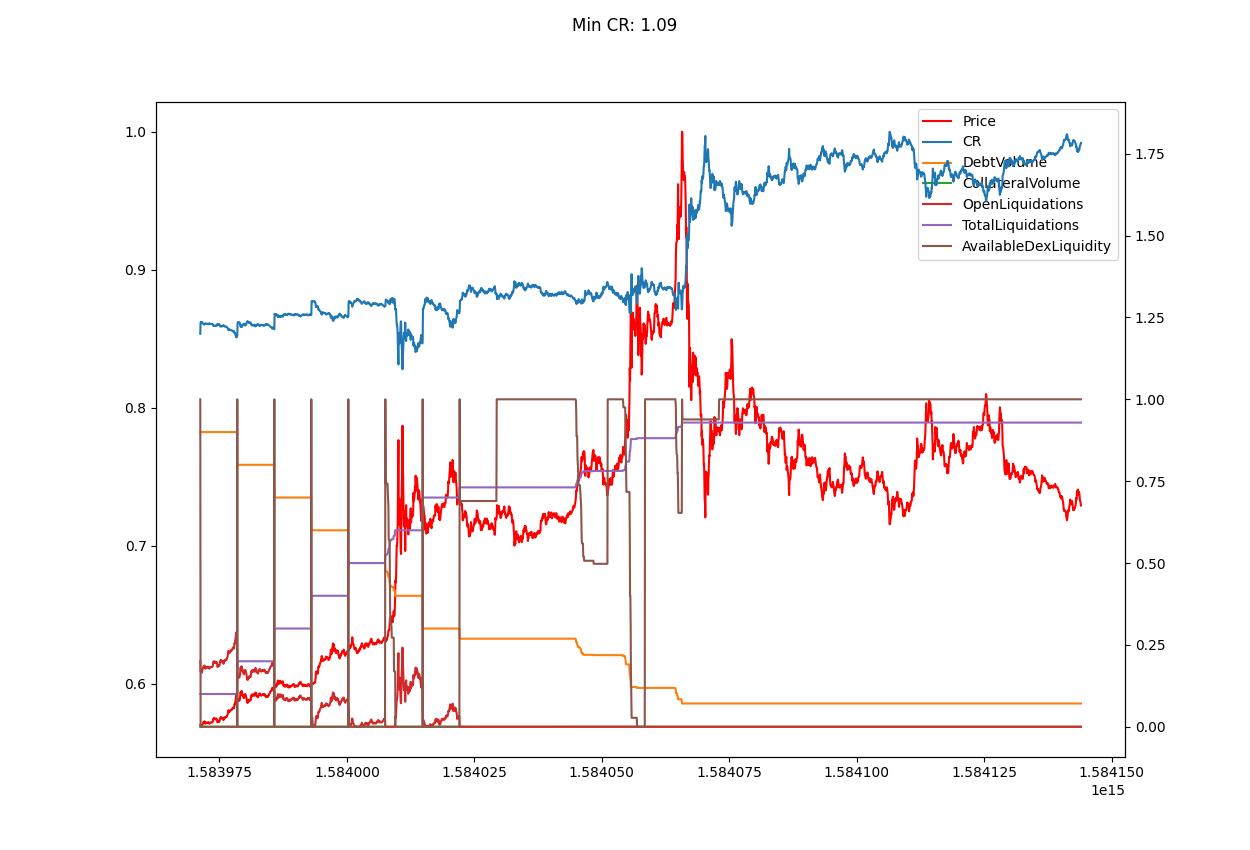 Min CR: 1.09
Price
CR
DebtVolume
CollateralVolume
OpenLiquidations
TotalLiquidations
AvailableDexLiquidity
1.0
0.9
0.8
0.7
0.6
1.75
1.50
1.25
1.00
0.75
0.50
0.25
0.00
1.583975 1.584000 1.584025 1.584050 1.584075 1.584100 1.584125 1.584150
1e15